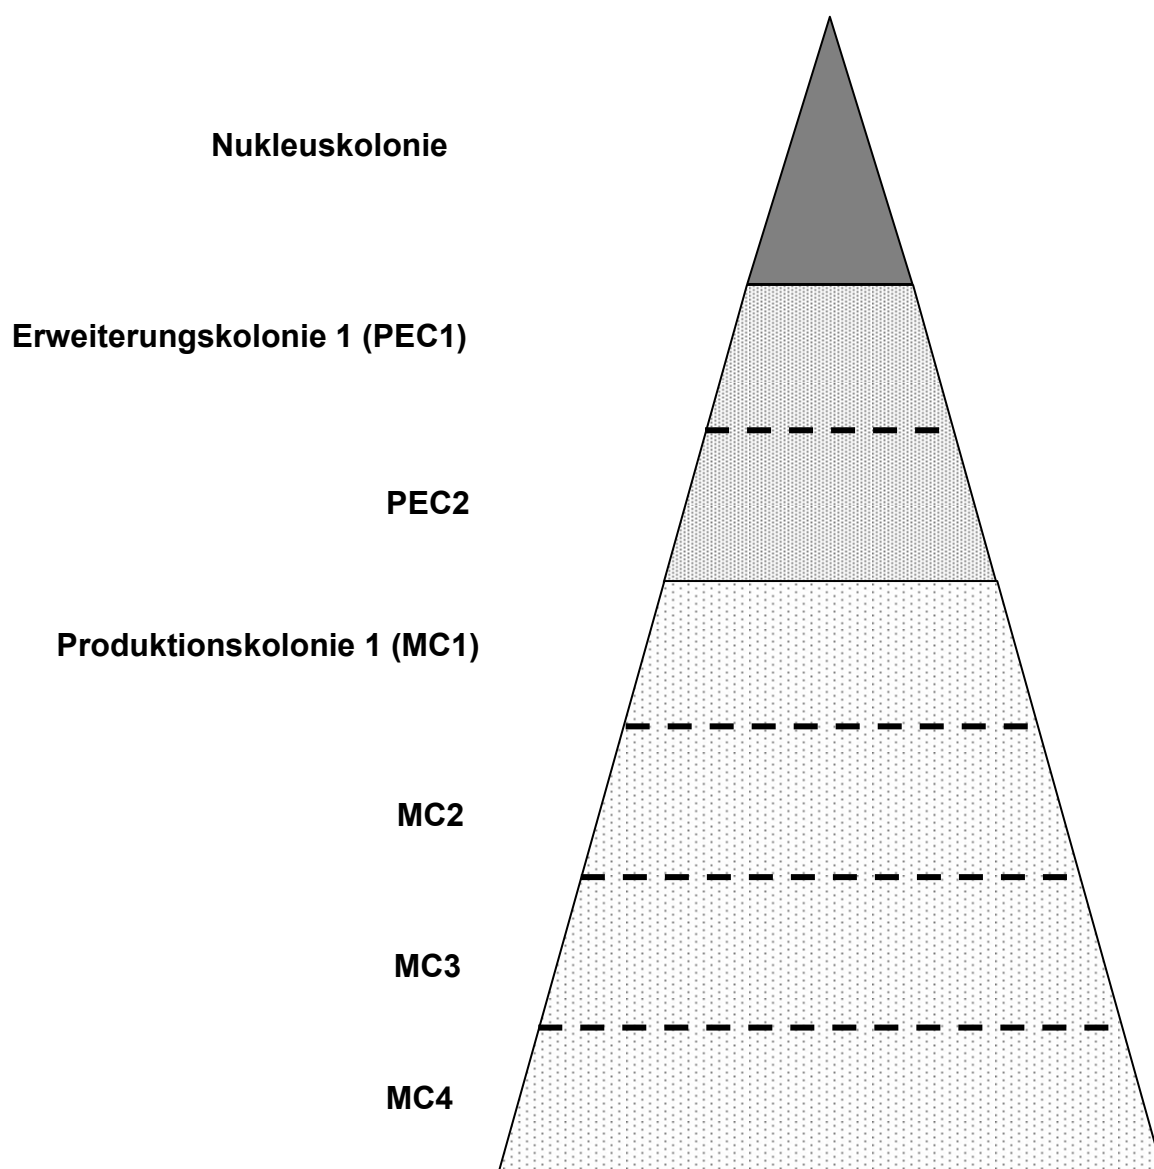 Nukleuskolonie
Erweiterungskolonie 1 (PEC1)
PEC2
Produktionskolonie 1 (MC1)
MC2
MC3
MC4